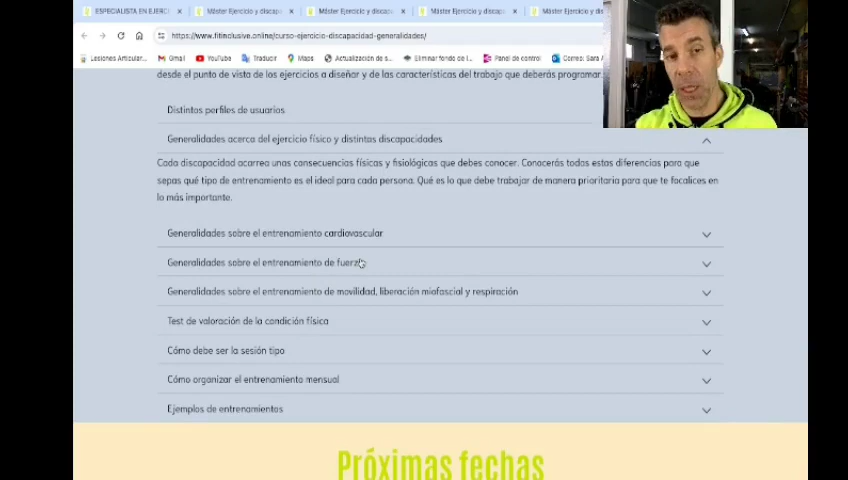 ESPECIALISTA EN EJERC
Máster Ejercicio y discap
Máster Ejercicio y discap
Máster Ejercicio y discap
Máster Ejercicio y dis
https://www.fitinclusive.online/curso-ejercicio-discapacidad-generalidades/
Lesiones Articular...
Gmail
YouTube
Traducir
Maps
Actualización de s...
Eliminar fondo de i...
Panel de control
Correo: Sara A
desde el punto de vista de los ejercicios a diseñar y de las características del trabajo que deberás programar.
Distintos perfiles de usuarios
Generalidades acerca del ejercicio físico y distintas discapacidades
Cada discapacidad acarrea unas consecuencias físicas y fisiológicas que debes conocer. Conocerás todas estas diferencias para que
sepas qué tipo de entrenamiento es el ideal para cada persona. Qué es lo que debe trabajar de manera prioritaria para que te focalices en
lo más importante.
Generalidades sobre el entrenamiento cardiovascular
Generalidades sobre el entrenamiento de fuerza
Generalidades sobre el entrenamiento de movilidad, liberación miofascial y respiración
Test de valoración de la condición física
Cómo debe ser la sesión tipo
Cómo organizar el entrenamiento mensual
Ejemplos de entrenamientos
Próximas fechas